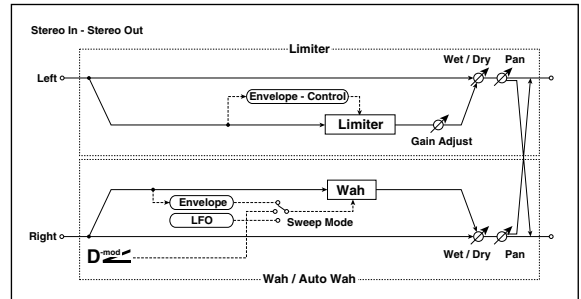 Stereo In - Stereo Out
Limiter
Wet / Dry
Pan
Left
Envelope - Control
Limiter
Gain Adjust
Envelope
Wah
LFO
Sweep Mode
Right
D-mod
Wet / Dry
Pan
Wah / Auto Wah